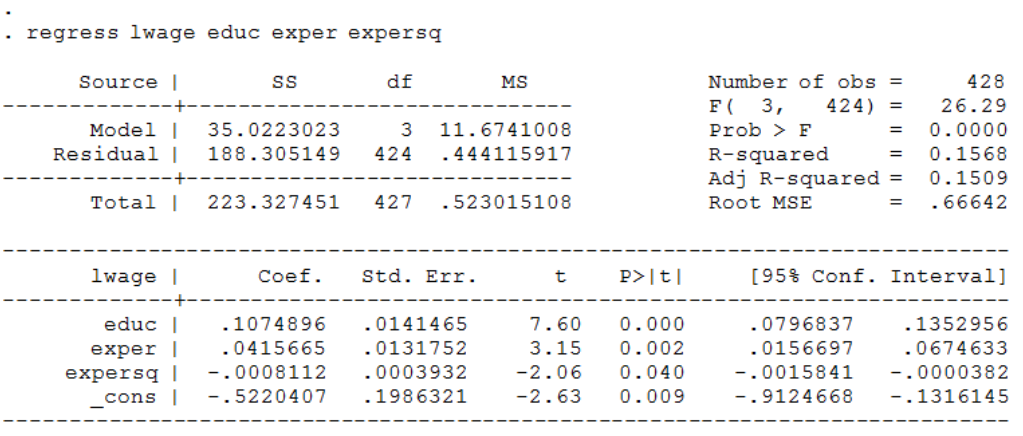 .
. regress lwage educ exper expersq
Source | SS df MS Number of obs = 428
-------------+------------------------------ F( 3, 424) = 26.29
Model | 35.0223023 3 11.6741008 Prob > F = 0.0000
Residual | 188.305149 424 .444115917 R-squared = 0.1568
-------------+------------------------------ Adj R-squared = 0.1509
Total | 223.327451 427 .523015108 Root MSE = .66642
------------------------------------------------------------------------------
lwage | Coef. Std. Err. t P>|t| [95% Conf. Interval]
-------------+----------------------------------------------------------------
educ | .1074896 .0141465 7.60 0.000 .0796837 .1352956
exper | .0415665 .0131752 3.15 0.002 .0156697 .0674633
expersq | -.0008112 .0003932 -2.06 0.040 -.0015841 -.0000382
_cons | -.5220407 .1986321 -2.63 0.009 -.9124668 -.1316145
------------------------------------------------------------------------------